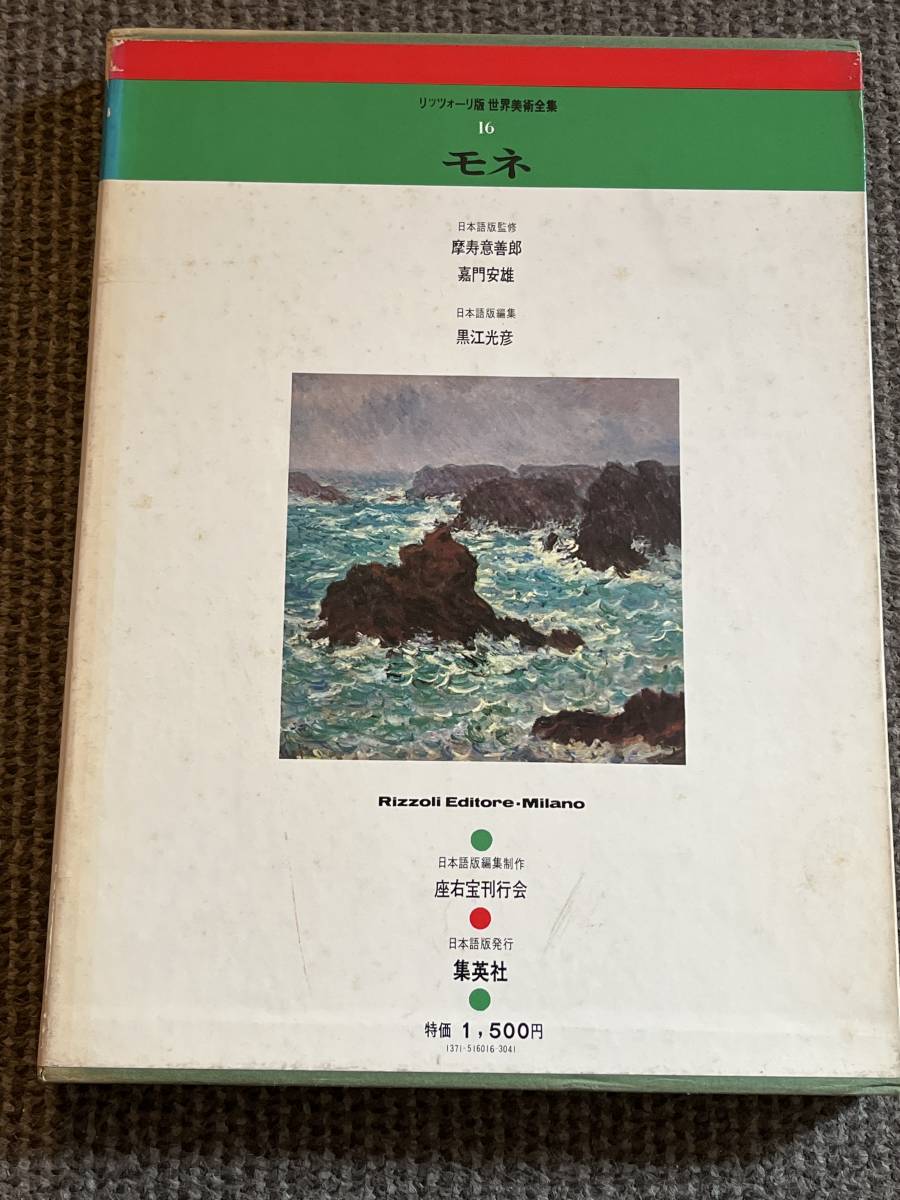 リッツォーリ版 世界美術全集
16
モネ
日本語版監修
摩寿意善郎
嘉門安雄
日本語版編集
黒江光彦
Rizzoli Editore・Milano
日本語版編集制作
座右宝刊行会
日本語版発行
集英社
特価 1,500円
1371-516016-3041